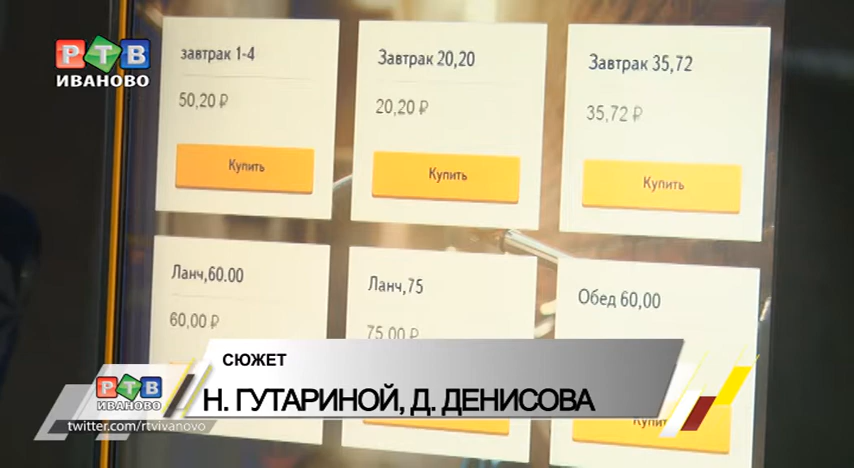 РТВ
ИВАНОВО
завтрак 1-4
50,20 ₽
Купить
Завтрак 20,20
20,20 ₽
Купить
Завтрак 35,72
35,72 ₽
Купить
Ланч,60.00
60,00 ₽
Ланч,75
75,00 ₽
Обед 60,00
Купить
СЮЖЕТ
Н. ГУТАРИНОЙ, Д. ДЕНИСОВА
РТВ
ИВАНОВО
twitter.com/rtvivanovo